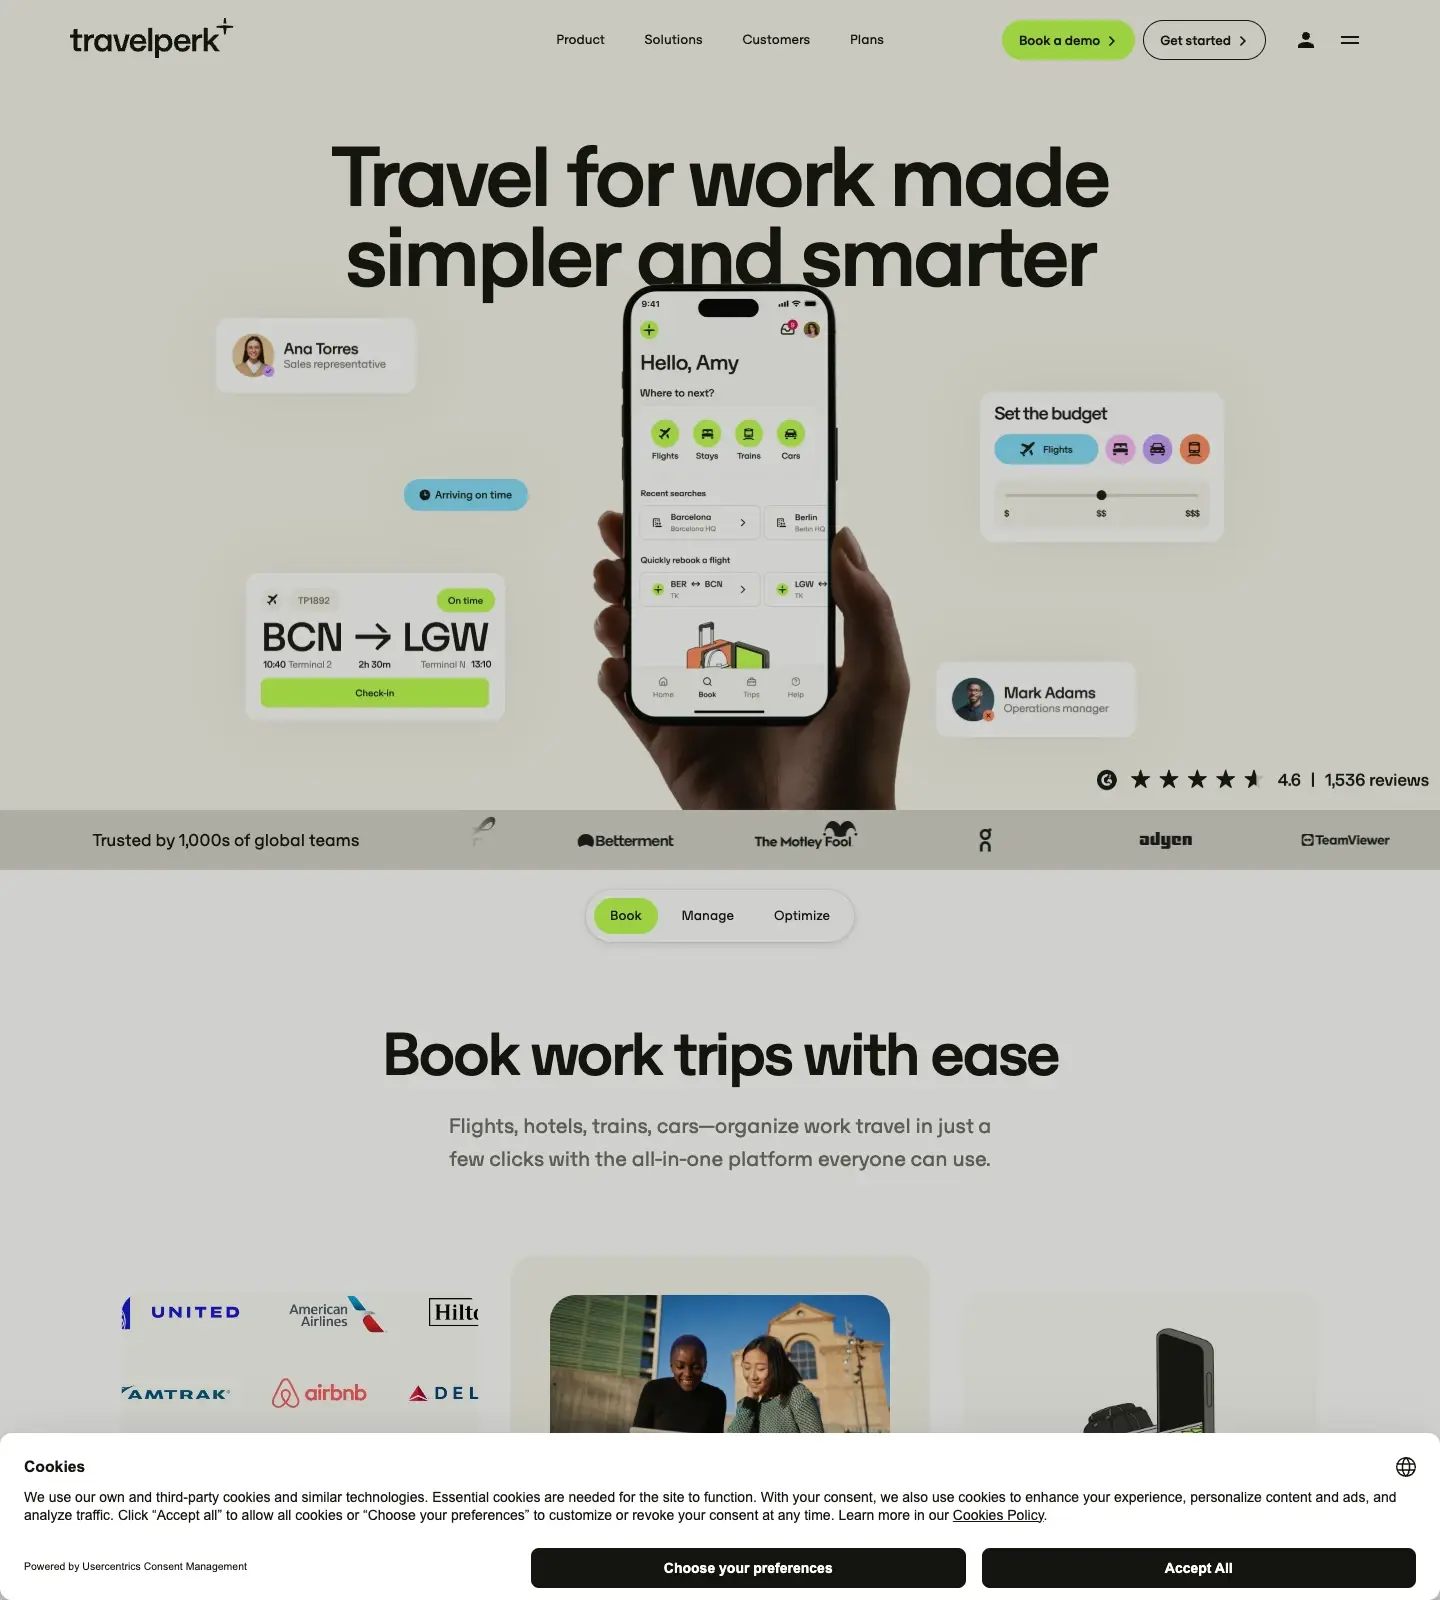 travelperk
Product
Solutions
Customers
Plans
Book a demo
Get started
Travel for work made
simpler and smarter
Ana Torres
Sales representative
Arriving on time
TP1892
On time
BCN → LGW
10:40 Terminal 2
2h 30m
Terminal N 13:10
Check-in
9:41
Hello, Amy
Where to next?
Flights
Stays
Trains
Cars
Recent searches
Barcelona
Barcelona HQ
Berlin
Berlin HQ
Quickly rebook a flight
BER ↔ BCN
TK
LGW ↔
TK
Home
Book
Trips
Help
Set the budget
Flights
$
$$
$$$
Mark Adams
Operations manager
4.6 | 1,536 reviews
Trusted by 1,000s of global teams
Betterment
The Motley Fool
on
adyen
TeamViewer
Book
Manage
Optimize
Book work trips with ease
Flights, hotels, trains, cars—organize work travel in just a
few clicks with the all-in-one platform everyone can use.
UNITED
American
Airlines
Hilto
AMTRAK
airbnb
DEL
Cookies
We use our own and third-party cookies and similar technologies. Essential cookies are needed for the site to function. With your consent, we also use cookies to enhance your experience, personalize content and ads, and
analyze traffic. Click “Accept all” to allow all cookies or “Choose your preferences” to customize or revoke your consent at any time. Learn more in our Cookies Policy.
Powered by Usercentrics Consent Management
Choose your preferences
Accept All